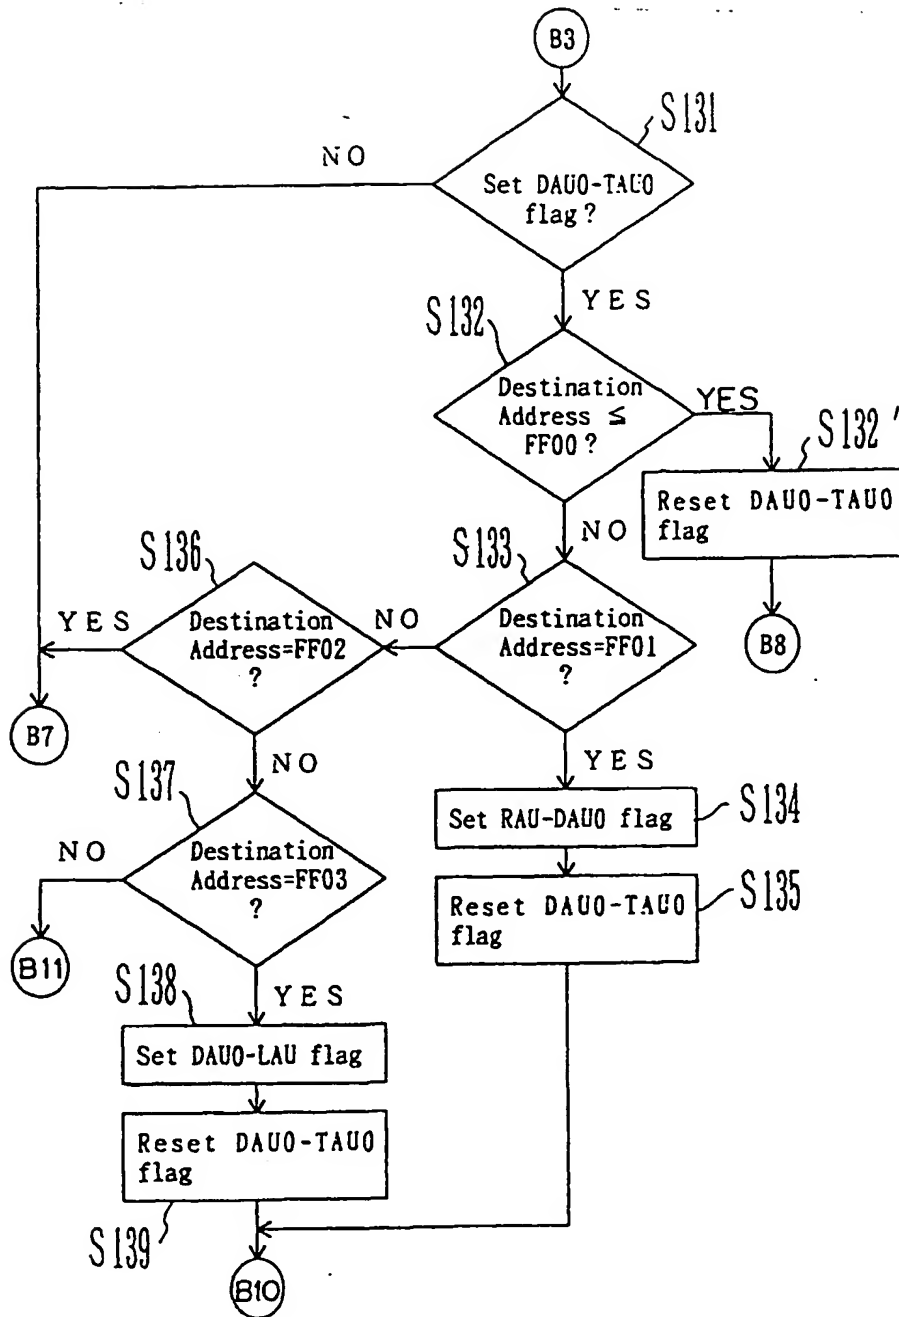 B3
S131
NO
Set DAU0-TAU0
flag?
YES
S132
Destination
Address ≦
FF00?
YES
S132'
Reset DAU0-TAU0
flag
B8
NO
S133
Destination
Address=FF01
?
NO
S136
Destination
Address=FF02
?
YES
B7
NO
YES
S134
Set RAU-DAU0 flag
S135
Reset DAU0-TAU0
flag
S137
Destination
Address=FF03
?
NO
B11
YES
S138
Set DAU0-LAU flag
Reset DAU0-TAU0
flag
S139
B10